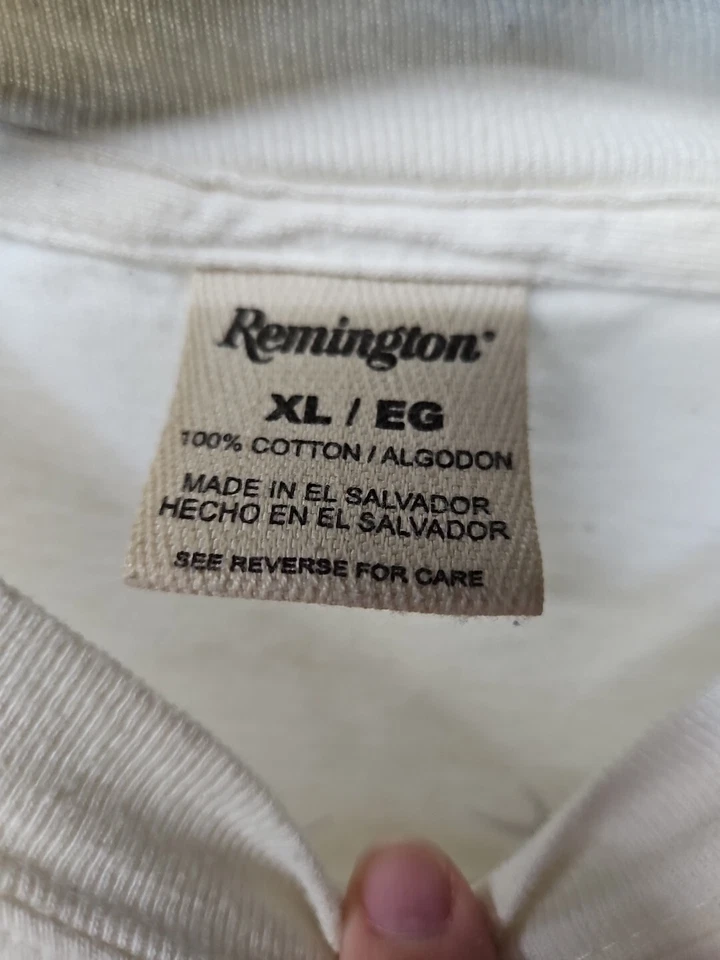 Remington
XL / EG
100% COTTON / ALGODON
MADE IN EL SALVADOR
HECHO EN EL SALVADOR
SEE REVERSE FOR CARE